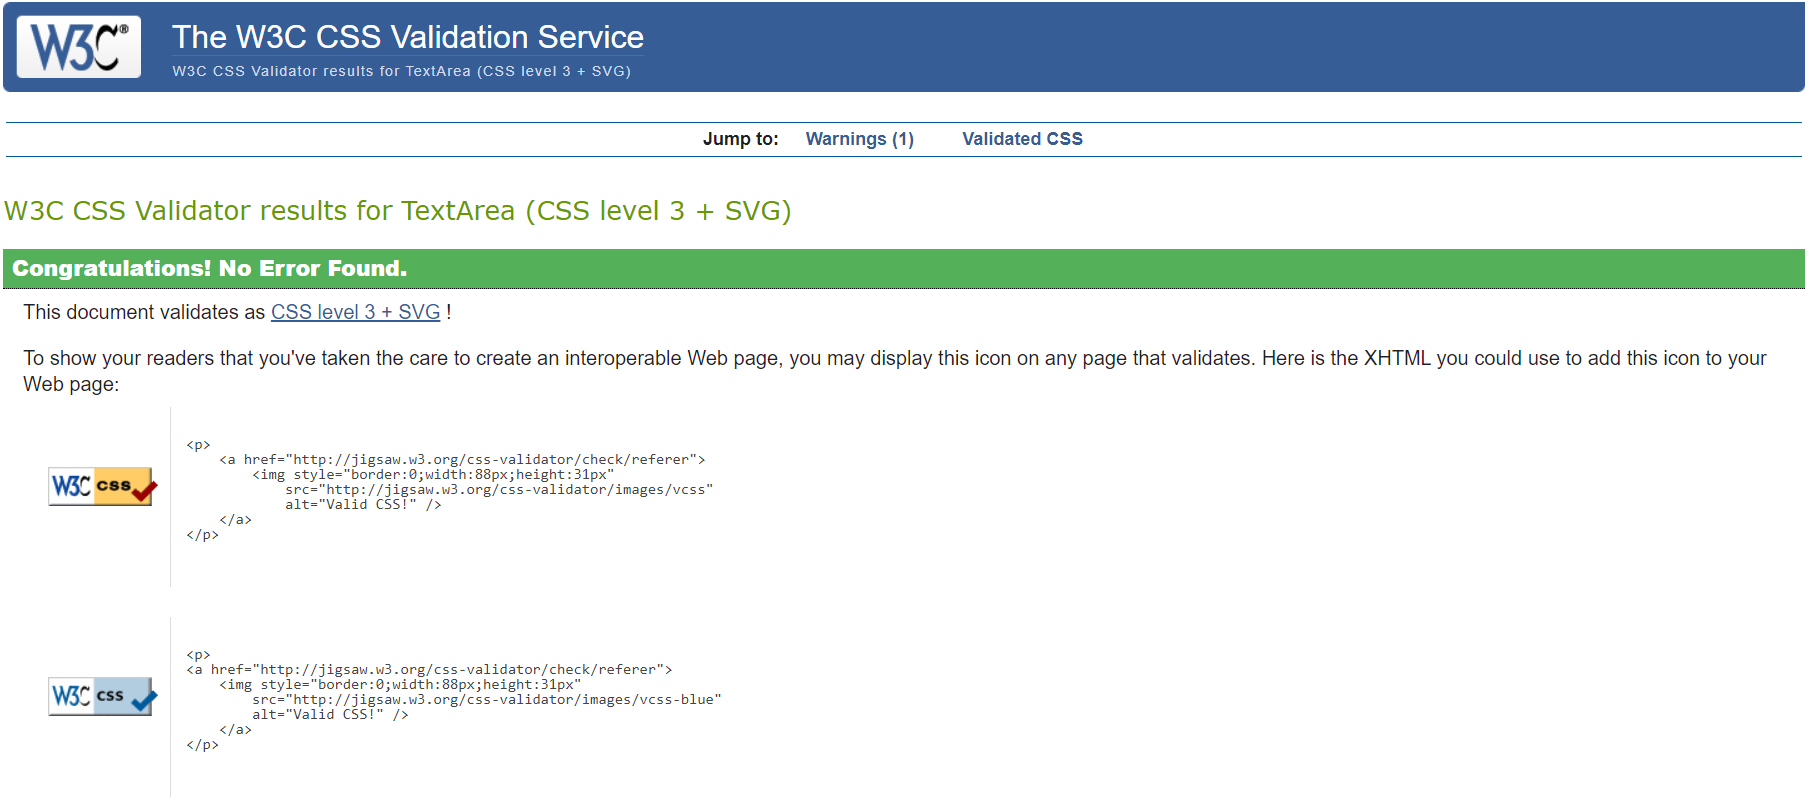 W3C®
The W3C CSS Validation Service
W3C CSS Validator results for TextArea (CSS level 3 + SVG)
Jump to: Warnings (1) Validated CSS
W3C CSS Validator results for TextArea (CSS level 3 + SVG)
Congratulations! No Error Found.
This document validates as CSS level 3 + SVG !
To show your readers that you've taken the care to create an interoperable Web page, you may display this icon on any page that validates. Here is the XHTML you could use to add this icon to your
Web page:
W3C css
<p>
    <a href="http://jigsaw.w3.org/css-validator/check/referer">
        <img style="border:0;width:88px;height:31px"
            src="http://jigsaw.w3.org/css-validator/images/vcss"
            alt="Valid CSS!" />
    </a>
</p>
W3C css
<p>
<a href="http://jigsaw.w3.org/css-validator/check/referer">
    <img style="border:0;width:88px;height:31px"
        src="http://jigsaw.w3.org/css-validator/images/vcss-blue"
        alt="Valid CSS!" />
    </a>
</p>